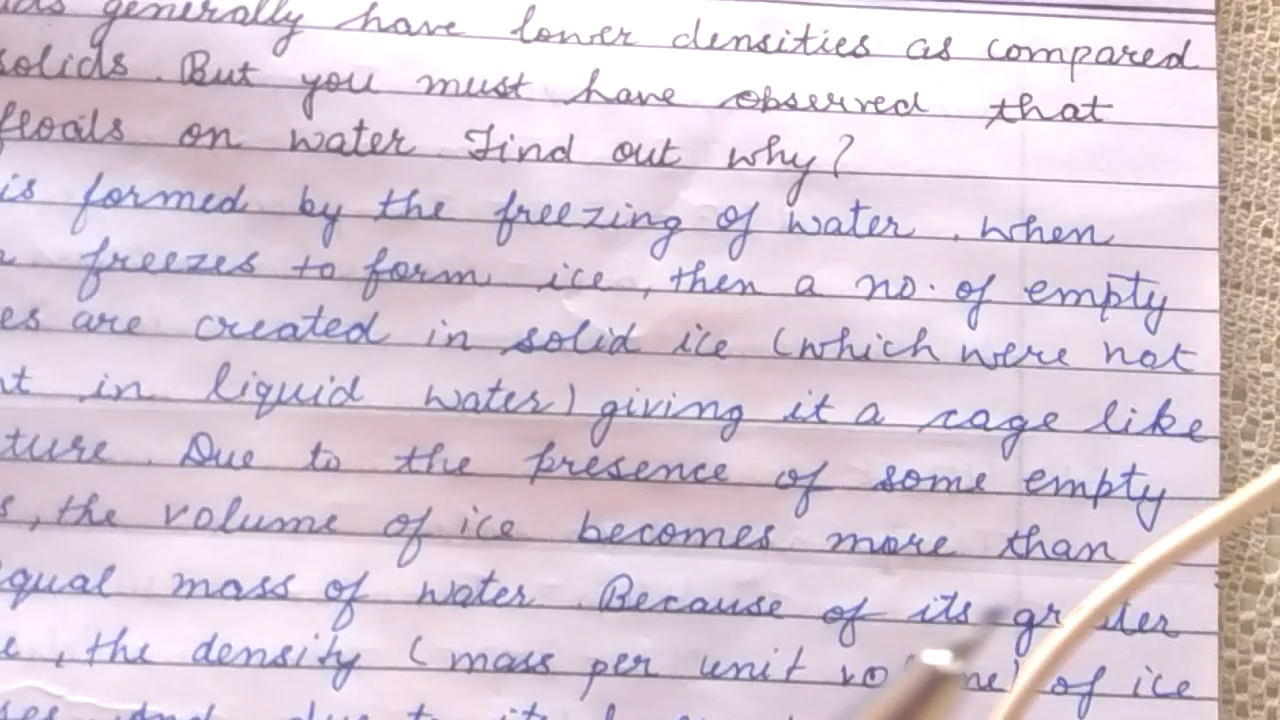 generally have lower densities as compared
solids. But you must have observed that
floats on water Find out why?
is formed by the freezing of water. when
freezes to form ice, then a no. of empty
es are created in solid ice (which were not
nt in liquid water) giving it a cage like
ture. Due to the presence of some empty
s, the volume of ice becomes more than
qual mass of water. Because of its
e, the density (mass per unit of ice